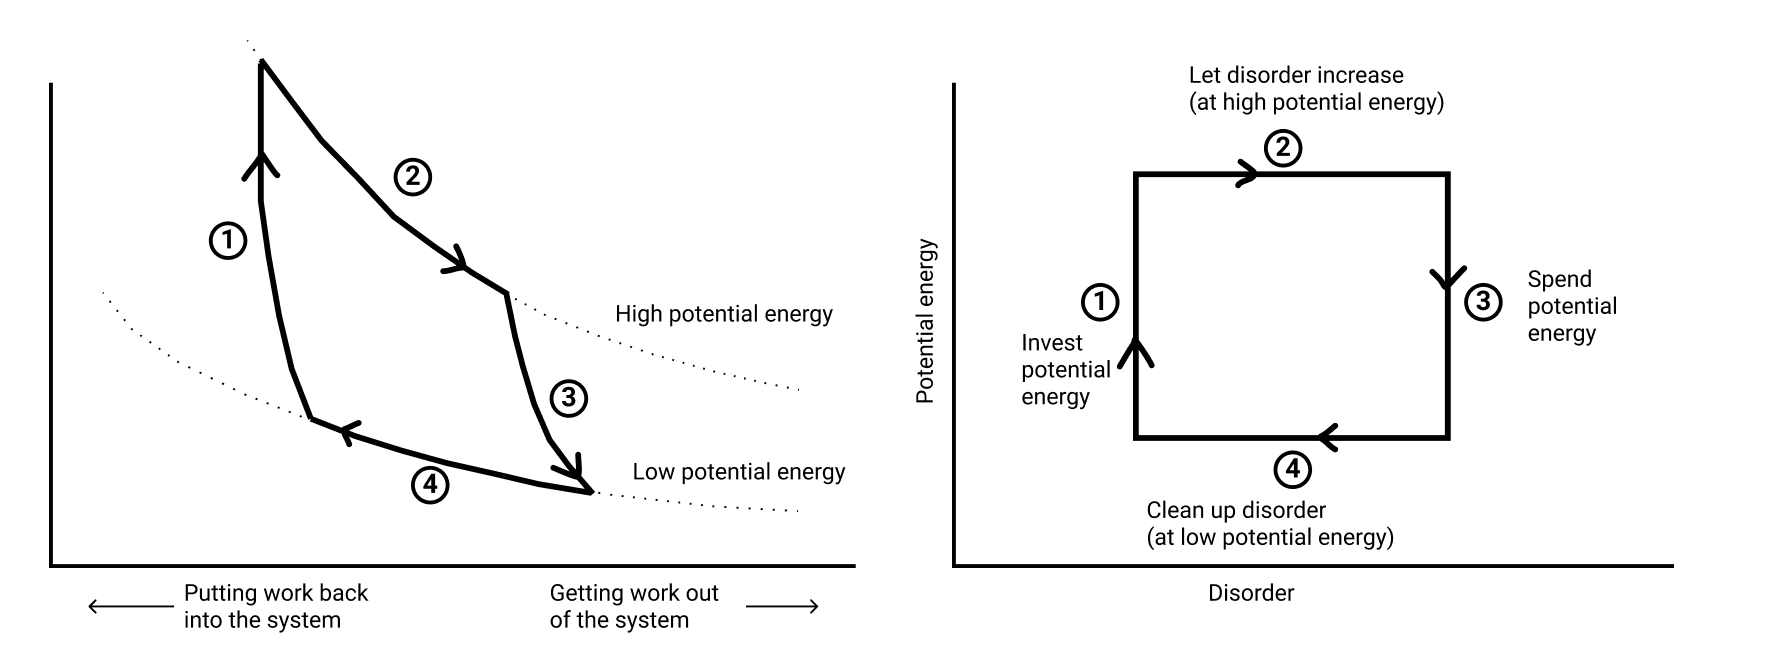 1
2
3
4
High potential energy
Low potential energy
Putting work back
into the system
Getting work out
of the system
Let disorder increase
(at high potential energy)
2
Potential energy
1
Invest
potential
energy
3
Spend
potential
energy
4
Clean up disorder
(at low potential energy)
Disorder